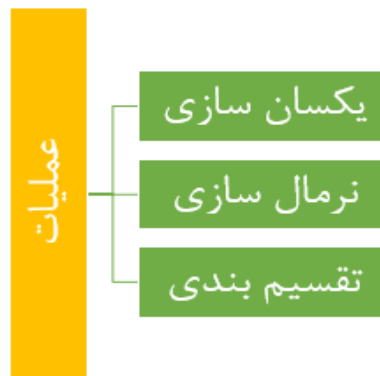 عملیات
یکسان سازی
نرمال سازی
تقسیم بندی